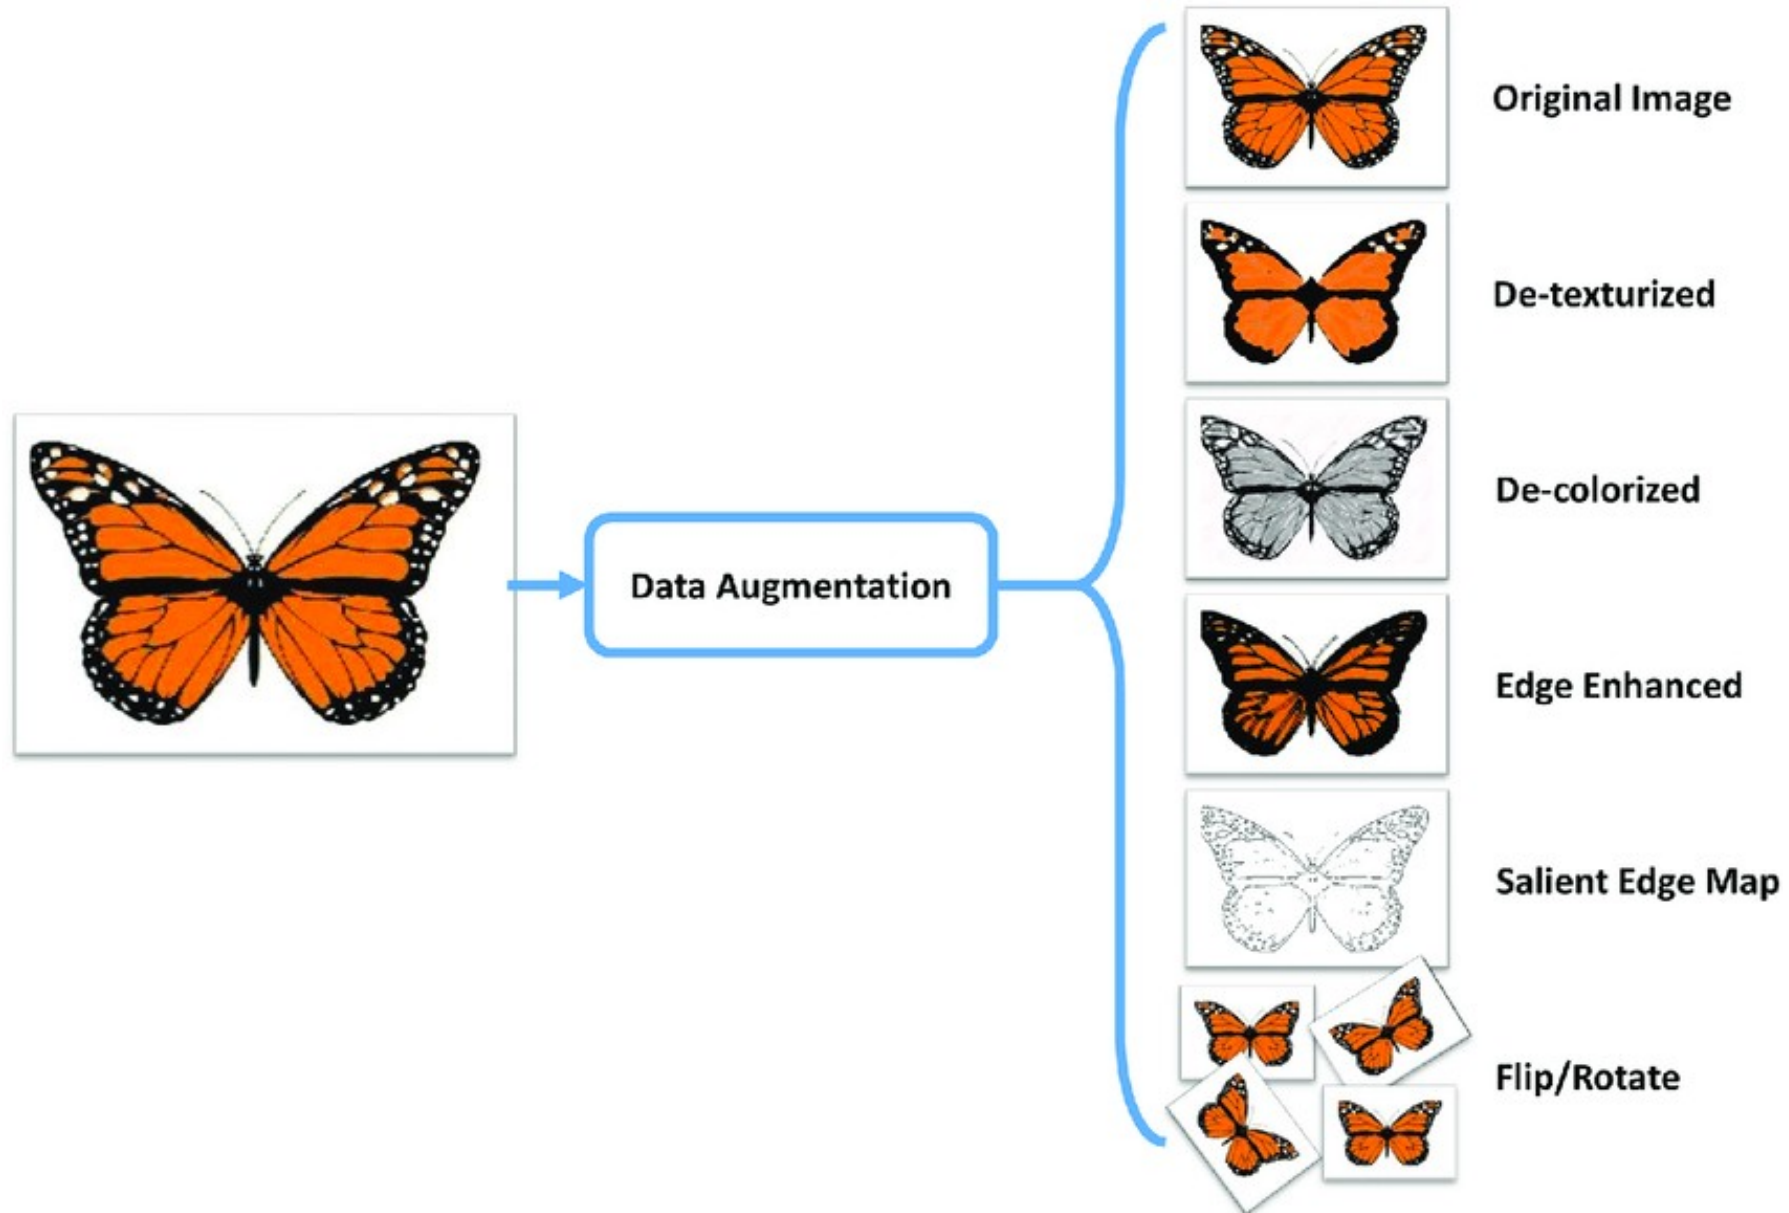 Original Image
De-texturized
De-colorized
Data Augmentation
Edge Enhanced
Salient Edge Map
Flip/Rotate